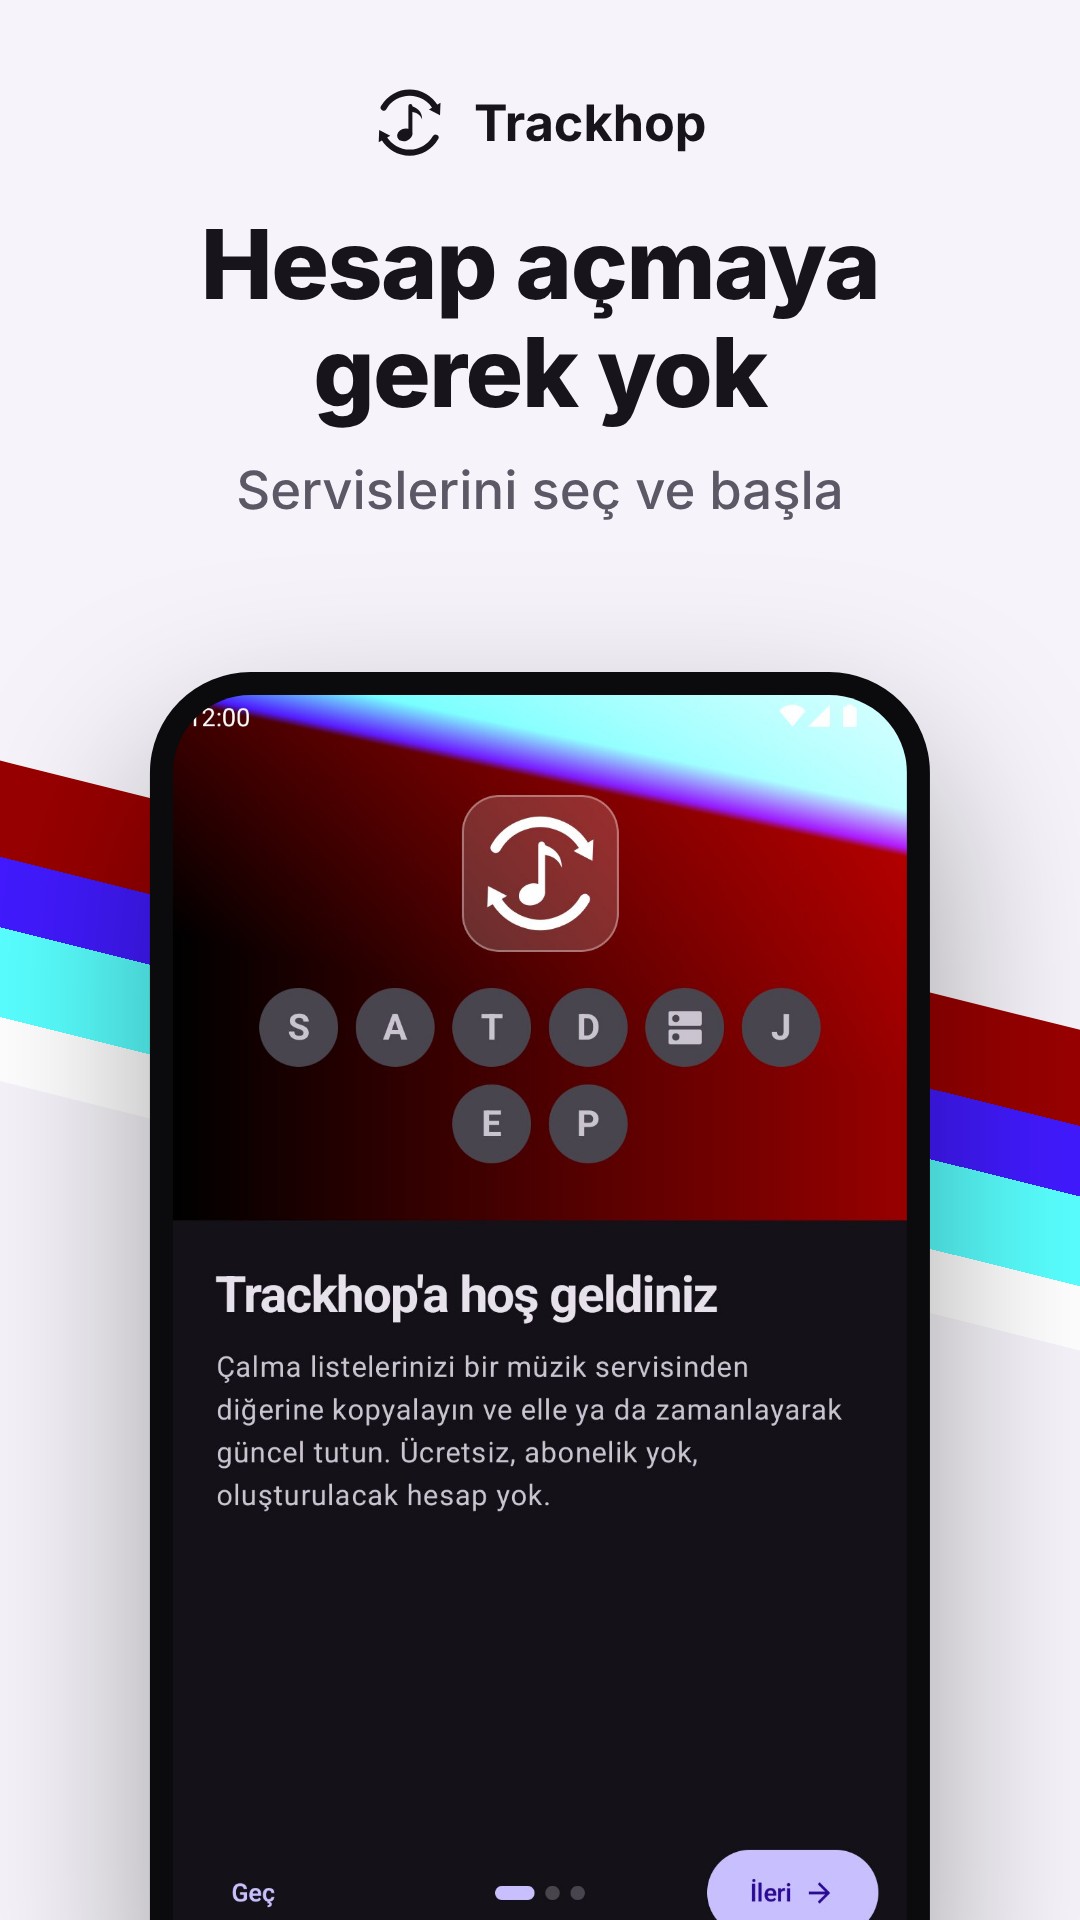 Trackhop
Hesap açmaya
gerek yok
Servislerini seç ve başla
12:00
S A T D J
E P
Trackhop'a hoş geldiniz
Çalma listelerinizi bir müzik servisinden
diğerine kopyalayın ve elle ya da zamanlayarak
güncel tutun. Ücretsiz, abonelik yok,
oluşturulacak hesap yok.
Geç
İleri